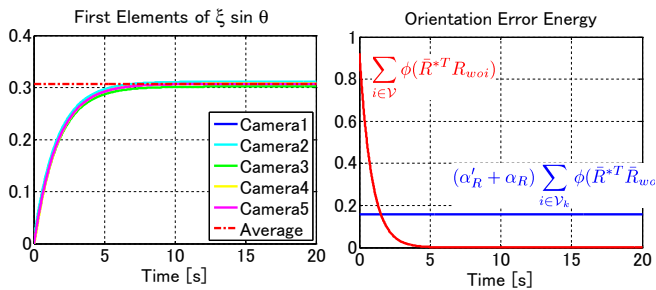 First Elements of ξ sin θ
0.4
0.3
0.2
0.1
0
0 5 10 15 20
Time [s]
Camera1
Camera2
Camera3
Camera4
Camera5
Average
Orientation Error Energy
1
0.8
0.6
0.4
0.2
0
0 5 10 15 20
Time [s]
∑_{i∈𝒱} ϕ(R̄^{*T} R_{woi})
(α′_R + α_R) ∑_{i∈𝒱_k} ϕ(R̄^{*T} R̄_{wo